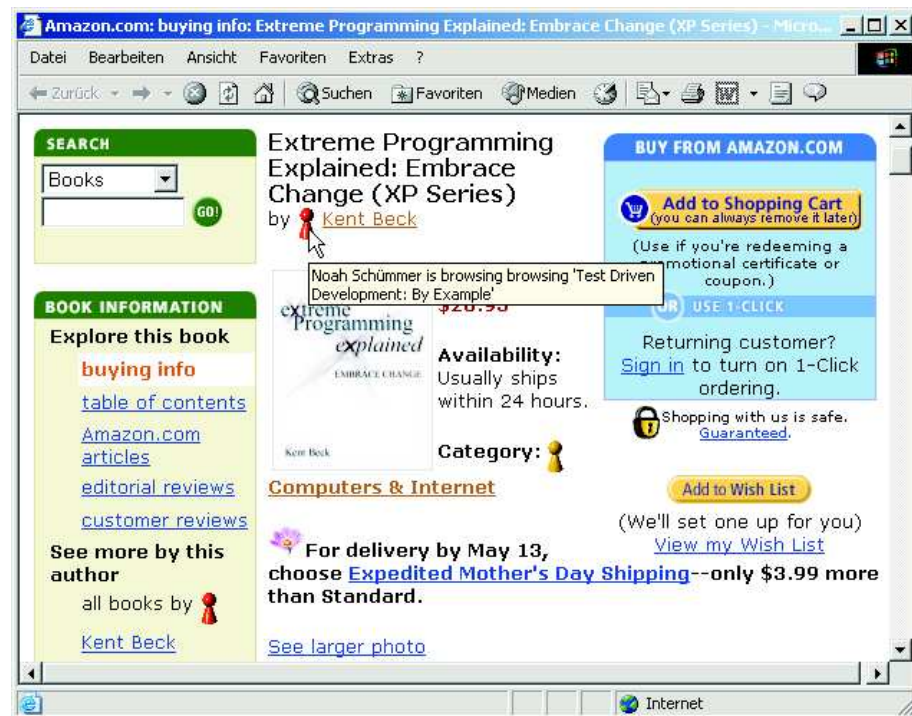 Amazon.com: buying info: Extreme Programming Explained: Embrace Change (XP Series) - Micro...
Datei Bearbeiten Ansicht Favoriten Extras ?
Zurück Suchen Favoriten Medien
SEARCH
Books
GO!
BOOK INFORMATION
Explore this book
buying info
table of contents
Amazon.com
articles
editorial reviews
customer reviews
See more by this
author
all books by
Kent Beck
Extreme Programming
Explained: Embrace
Change (XP Series)
by Kent Beck
Noah Schümmer is browsing browsing 'Test Driven
Development: By Example'
extreme
Programming
explained
EMBRACE CHANGE
Kent Beck
Availability:
Usually ships
within 24 hours.
Category:
Computers & Internet
For delivery by May 13,
choose Expedited Mother's Day Shipping--only $3.99 more
than Standard.
See larger photo
BUY FROM AMAZON.COM
Add to Shopping Cart
(you can always remove it later)
(Use if you're redeeming a
promotional certificate or
coupon.)
OR USE 1-CLICK
Returning customer?
Sign in to turn on 1-Click
ordering.
Shopping with us is safe.
Guaranteed.
Add to Wish List
(We'll set one up for you)
View my Wish List
Internet